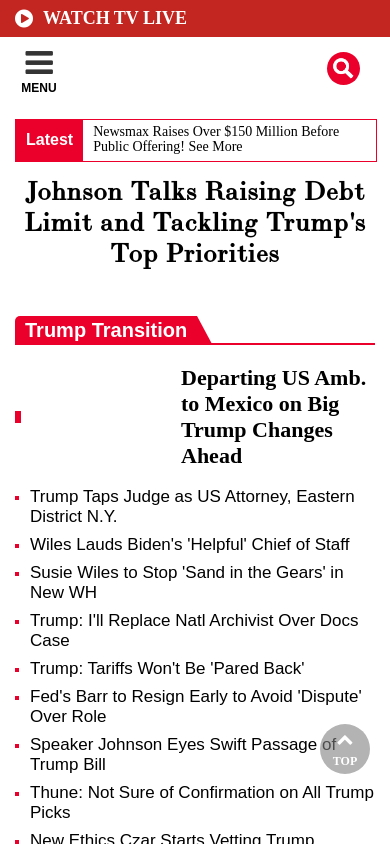 WATCH TV LIVE
MENU
Latest
Newsmax Raises Over $150 Million Before
Public Offering! See More
Johnson Talks Raising Debt
Limit and Tackling Trump's
Top Priorities
Trump Transition
Departing US Amb.
to Mexico on Big
Trump Changes
Ahead
Trump Taps Judge as US Attorney, Eastern
District N.Y.
Wiles Lauds Biden's 'Helpful' Chief of Staff
Susie Wiles to Stop 'Sand in the Gears' in
New WH
Trump: I'll Replace Natl Archivist Over Docs
Case
Trump: Tariffs Won't Be 'Pared Back'
Fed's Barr to Resign Early to Avoid 'Dispute'
Over Role
Speaker Johnson Eyes Swift Passage of
Trump Bill
TOP
Thune: Not Sure of Confirmation on All Trump
Picks
New Ethics Czar Starts Vetting Trump